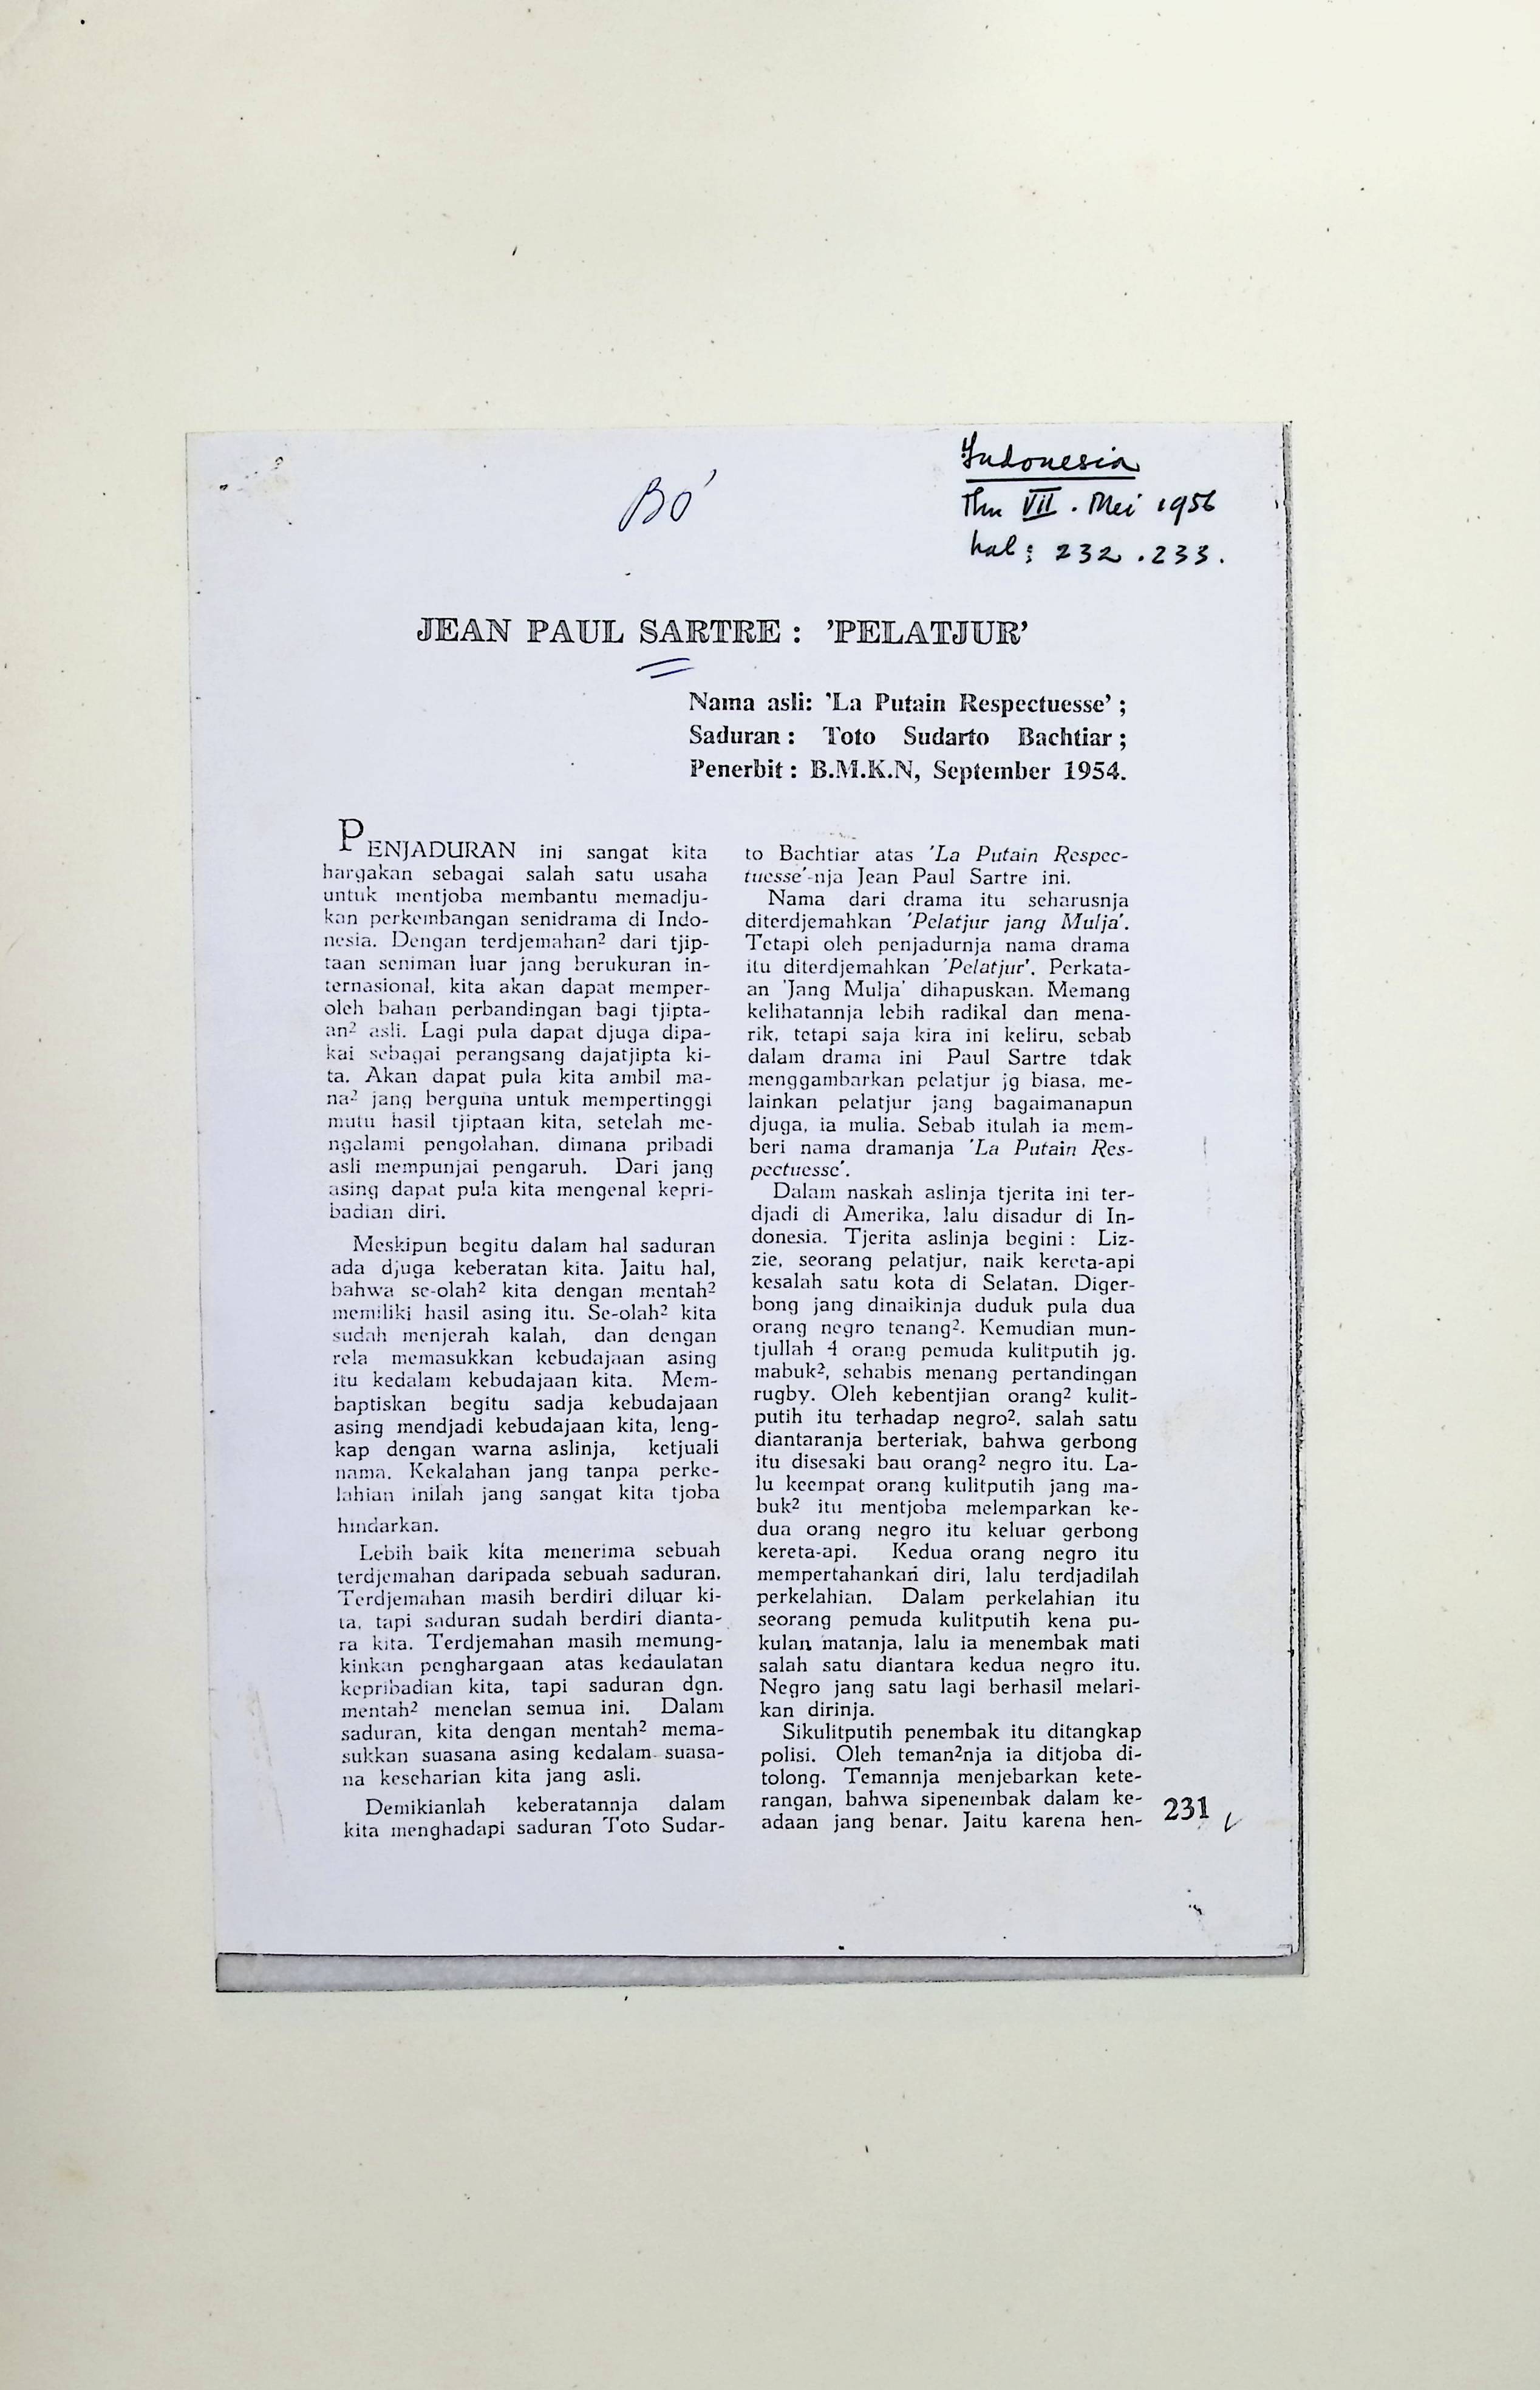 Indonesia
Thn VII. Mei 1956
hal: 232.233.
JEAN PAUL SARTRE : 'PELATJUR'
Nama asli: 'La Putain Respectuesse' ;
Saduran : Toto Sudarto Bachtiar ;
Penerbit : B.M.K.N, September 1954.
PENJADURAN ini sangat kita
hargakan sebagai salah satu usaha
untuk mentjoba membantu memadju-
kan perkembangan senidrama di Indo-
nesia. Dengan terdjemahan² dari tjip-
taan seniman luar jang berukuran in-
ternasional, kita akan dapat memper-
oleh bahan perbandingan bagi tjipta-
an² asli. Lagi pula dapat djuga dipa-
kai sebagai perangsang dajatjipta ki-
ta. Akan dapat pula kita ambil ma-
na² jang berguna untuk mempertinggi
mutu hasil tjiptaan kita, setelah me-
ngalami pengolahan, dimana pribadi
asli mempunjai pengaruh. Dari jang
asing dapat pula kita mengenal kepri-
badian diri.
Meskipun begitu dalam hal saduran
ada djuga keberatan kita. Jaitu hal,
bahwa se-olah² kita dengan mentah²
memiliki hasil asing itu. Se-olah² kita
sudah menjerah kalah, dan dengan
rela memasukkan kebudajaan asing
itu kedalam kebudajaan kita. Mem-
baptiskan begitu sadja kebudajaan
asing mendjadi kebudajaan kita, leng-
kap dengan warna aslinja, ketjuali
nama. Kekalahan jang tanpa perke-
lahian inilah jang sangat kita tjoba
hindarkan.
Lebih baik kita menerima sebuah
terdjemahan daripada sebuah saduran.
Terdjemahan masih berdiri diluar ki-
ta, tapi saduran sudah berdiri dianta-
ra kita. Terdjemahan masih memung-
kinkan penghargaan atas kedaulatan
kepribadian kita, tapi saduran dgn.
mentah² menelan semua ini. Dalam
saduran, kita dengan mentah² mema-
sukkan suasana asing kedalam suasa-
na keseharian kita jang asli.
Demikianlah keberatannja dalam
kita menghadapi saduran Toto Sudar-
to Bachtiar atas 'La Putain Respec-
tuesse'-nja Jean Paul Sartre ini.
Nama dari drama itu seharusnja
diterdjemahkan 'Pelatjur jang Mulja'.
Tetapi oleh penjadurnja nama drama
itu diterdjemahkan 'Pelatjur'. Perkata-
an 'Jang Mulja' dihapuskan. Memang
kelihatannja lebih radikal dan mena-
rik, tetapi saja kira ini keliru, sebab
dalam drama ini Paul Sartre tdak
menggambarkan pelatjur jg biasa, me-
lainkan pelatjur jang bagaimanapun
djuga, ia mulia. Sebab itulah ia mem-
beri nama dramanja 'La Putain Res-
pectuesse'.
Dalam naskah aslinja tjerita ini ter-
djadi di Amerika, lalu disadur di In-
donesia. Tjerita aslinja begini : Liz-
zie, seorang pelatjur, naik kereta-api
kesalah satu kota di Selatan. Diger-
bong jang dinaikinja duduk pula dua
orang negro tenang². Kemudian mun-
tjullah 4 orang pemuda kulitputih jg.
mabuk², sehabis menang pertandingan
rugby. Oleh kebentjian orang² kulit-
putih itu terhadap negro², salah satu
diantaranja berteriak, bahwa gerbong
itu disesaki bau orang² negro itu. La-
lu keempat orang kulitputih jang ma-
buk² itu mentjoba melemparkan ke-
dua orang negro itu keluar gerbong
kereta-api. Kedua orang negro itu
mempertahankan diri, lalu terdjadilah
perkelahian. Dalam perkelahian itu
seorang pemuda kulitputih kena pu-
kulan matanja, lalu ia menembak mati
salah satu diantara kedua negro itu.
Negro jang satu lagi berhasil melari-
kan dirinja.
Sikulitputih penembak itu ditangkap
polisi. Oleh teman²nja ia ditjoba di-
tolong. Temannja menjebarkan kete-
rangan, bahwa sipenembak dalam ke-
adaan jang benar. Jaitu karena hen-
231